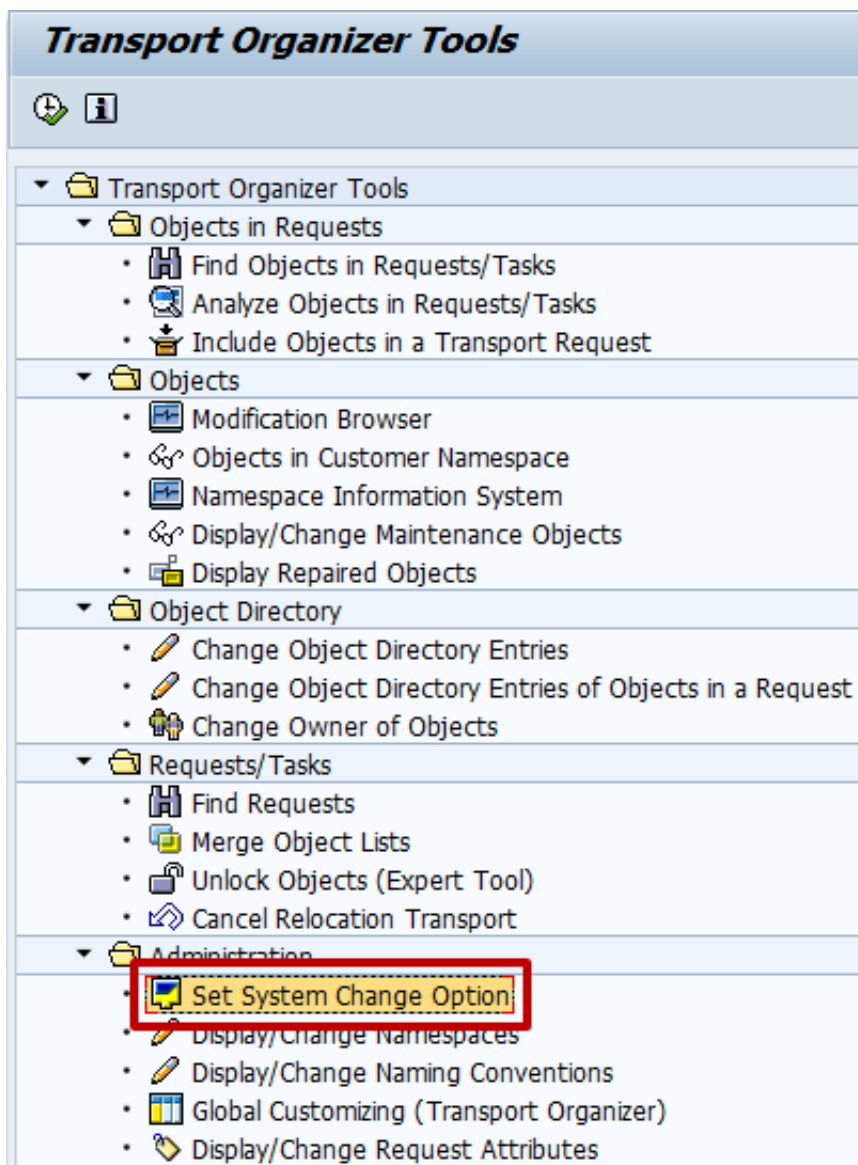 Transport Organizer Tools
Transport Organizer Tools
Objects in Requests
Find Objects in Requests/Tasks
Analyze Objects in Requests/Tasks
Include Objects in a Transport Request
Objects
Modification Browser
Objects in Customer Namespace
Namespace Information System
Display/Change Maintenance Objects
Display Repaired Objects
Object Directory
Change Object Directory Entries
Change Object Directory Entries of Objects in a Request
Change Owner of Objects
Requests/Tasks
Find Requests
Merge Object Lists
Unlock Objects (Expert Tool)
Cancel Relocation Transport
Administration
Set System Change Option
Display/Change Namespaces
Display/Change Naming Conventions
Global Customizing (Transport Organizer)
Display/Change Request Attributes